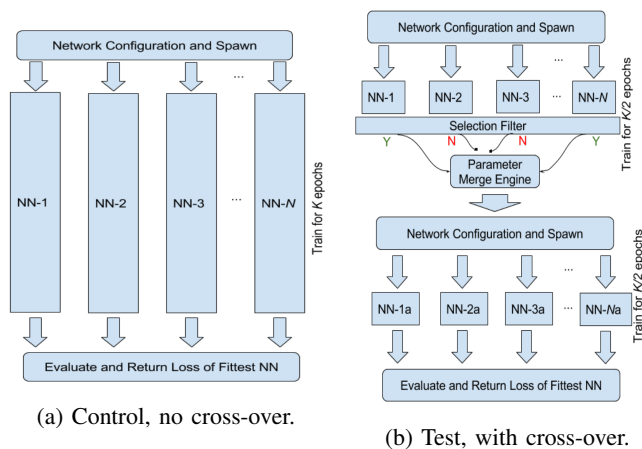 Network Configuration and Spawn
...
NN-1
NN-2
NN-3
...
NN-N
Train for K epochs
Evaluate and Return Loss of Fittest NN
(a) Control, no cross-over.
Network Configuration and Spawn
...
NN-1
NN-2
NN-3
...
NN-N
Train for K/2 epochs
Selection Filter
Y
N
N
Y
Parameter
Merge Engine
Network Configuration and Spawn
...
NN-1a
NN-2a
NN-3a
...
NN-Na
Train for K/2 epochs
Evaluate and Return Loss of Fittest NN
(b) Test, with cross-over.